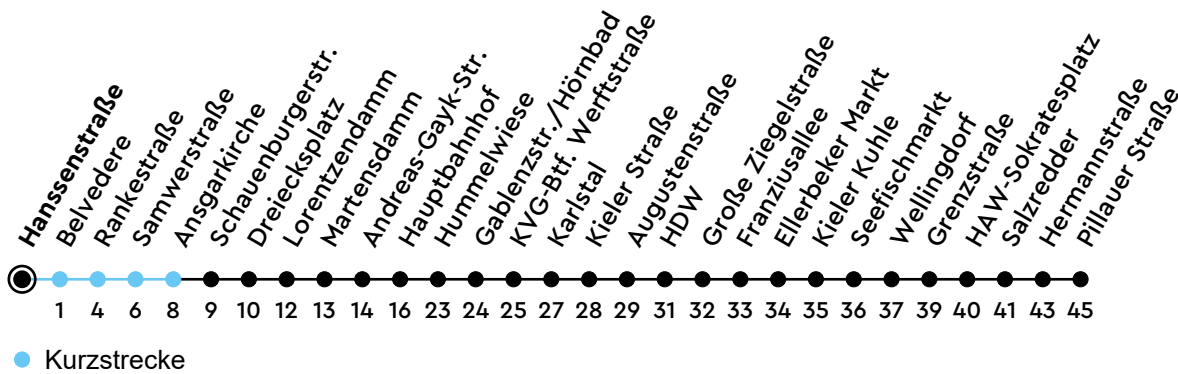 Hanssenstraße
Belvedere
Rankestraße
Samwerstraße
Ansgarkirche
Schauenburgerstr.
Dreiecksplatz
Lorentzendamm
Martensdamm
Andreas-Gayk-Str.
Hauptbahnhof
Hummelwiese
Gablenzstr./Hörnbad
KVG-Btf. Werftstraße
Karlstal
Kieler Straße
Augustenstraße
HDW
Große Ziegelstraße
Franziusallee
Ellerbeker Markt
Kieler Kuhle
Seefischmarkt
Wellingdorf
Grenzstraße
HAW-Sokratesplatz
Salzredder
Hermannstraße
Pillauer Straße
1 4 6 8 9 10 12 13 14 16 23 24 25 27 28 29 31 32 33 34 35 36 37 39 40 41 43 45
Kurzstrecke